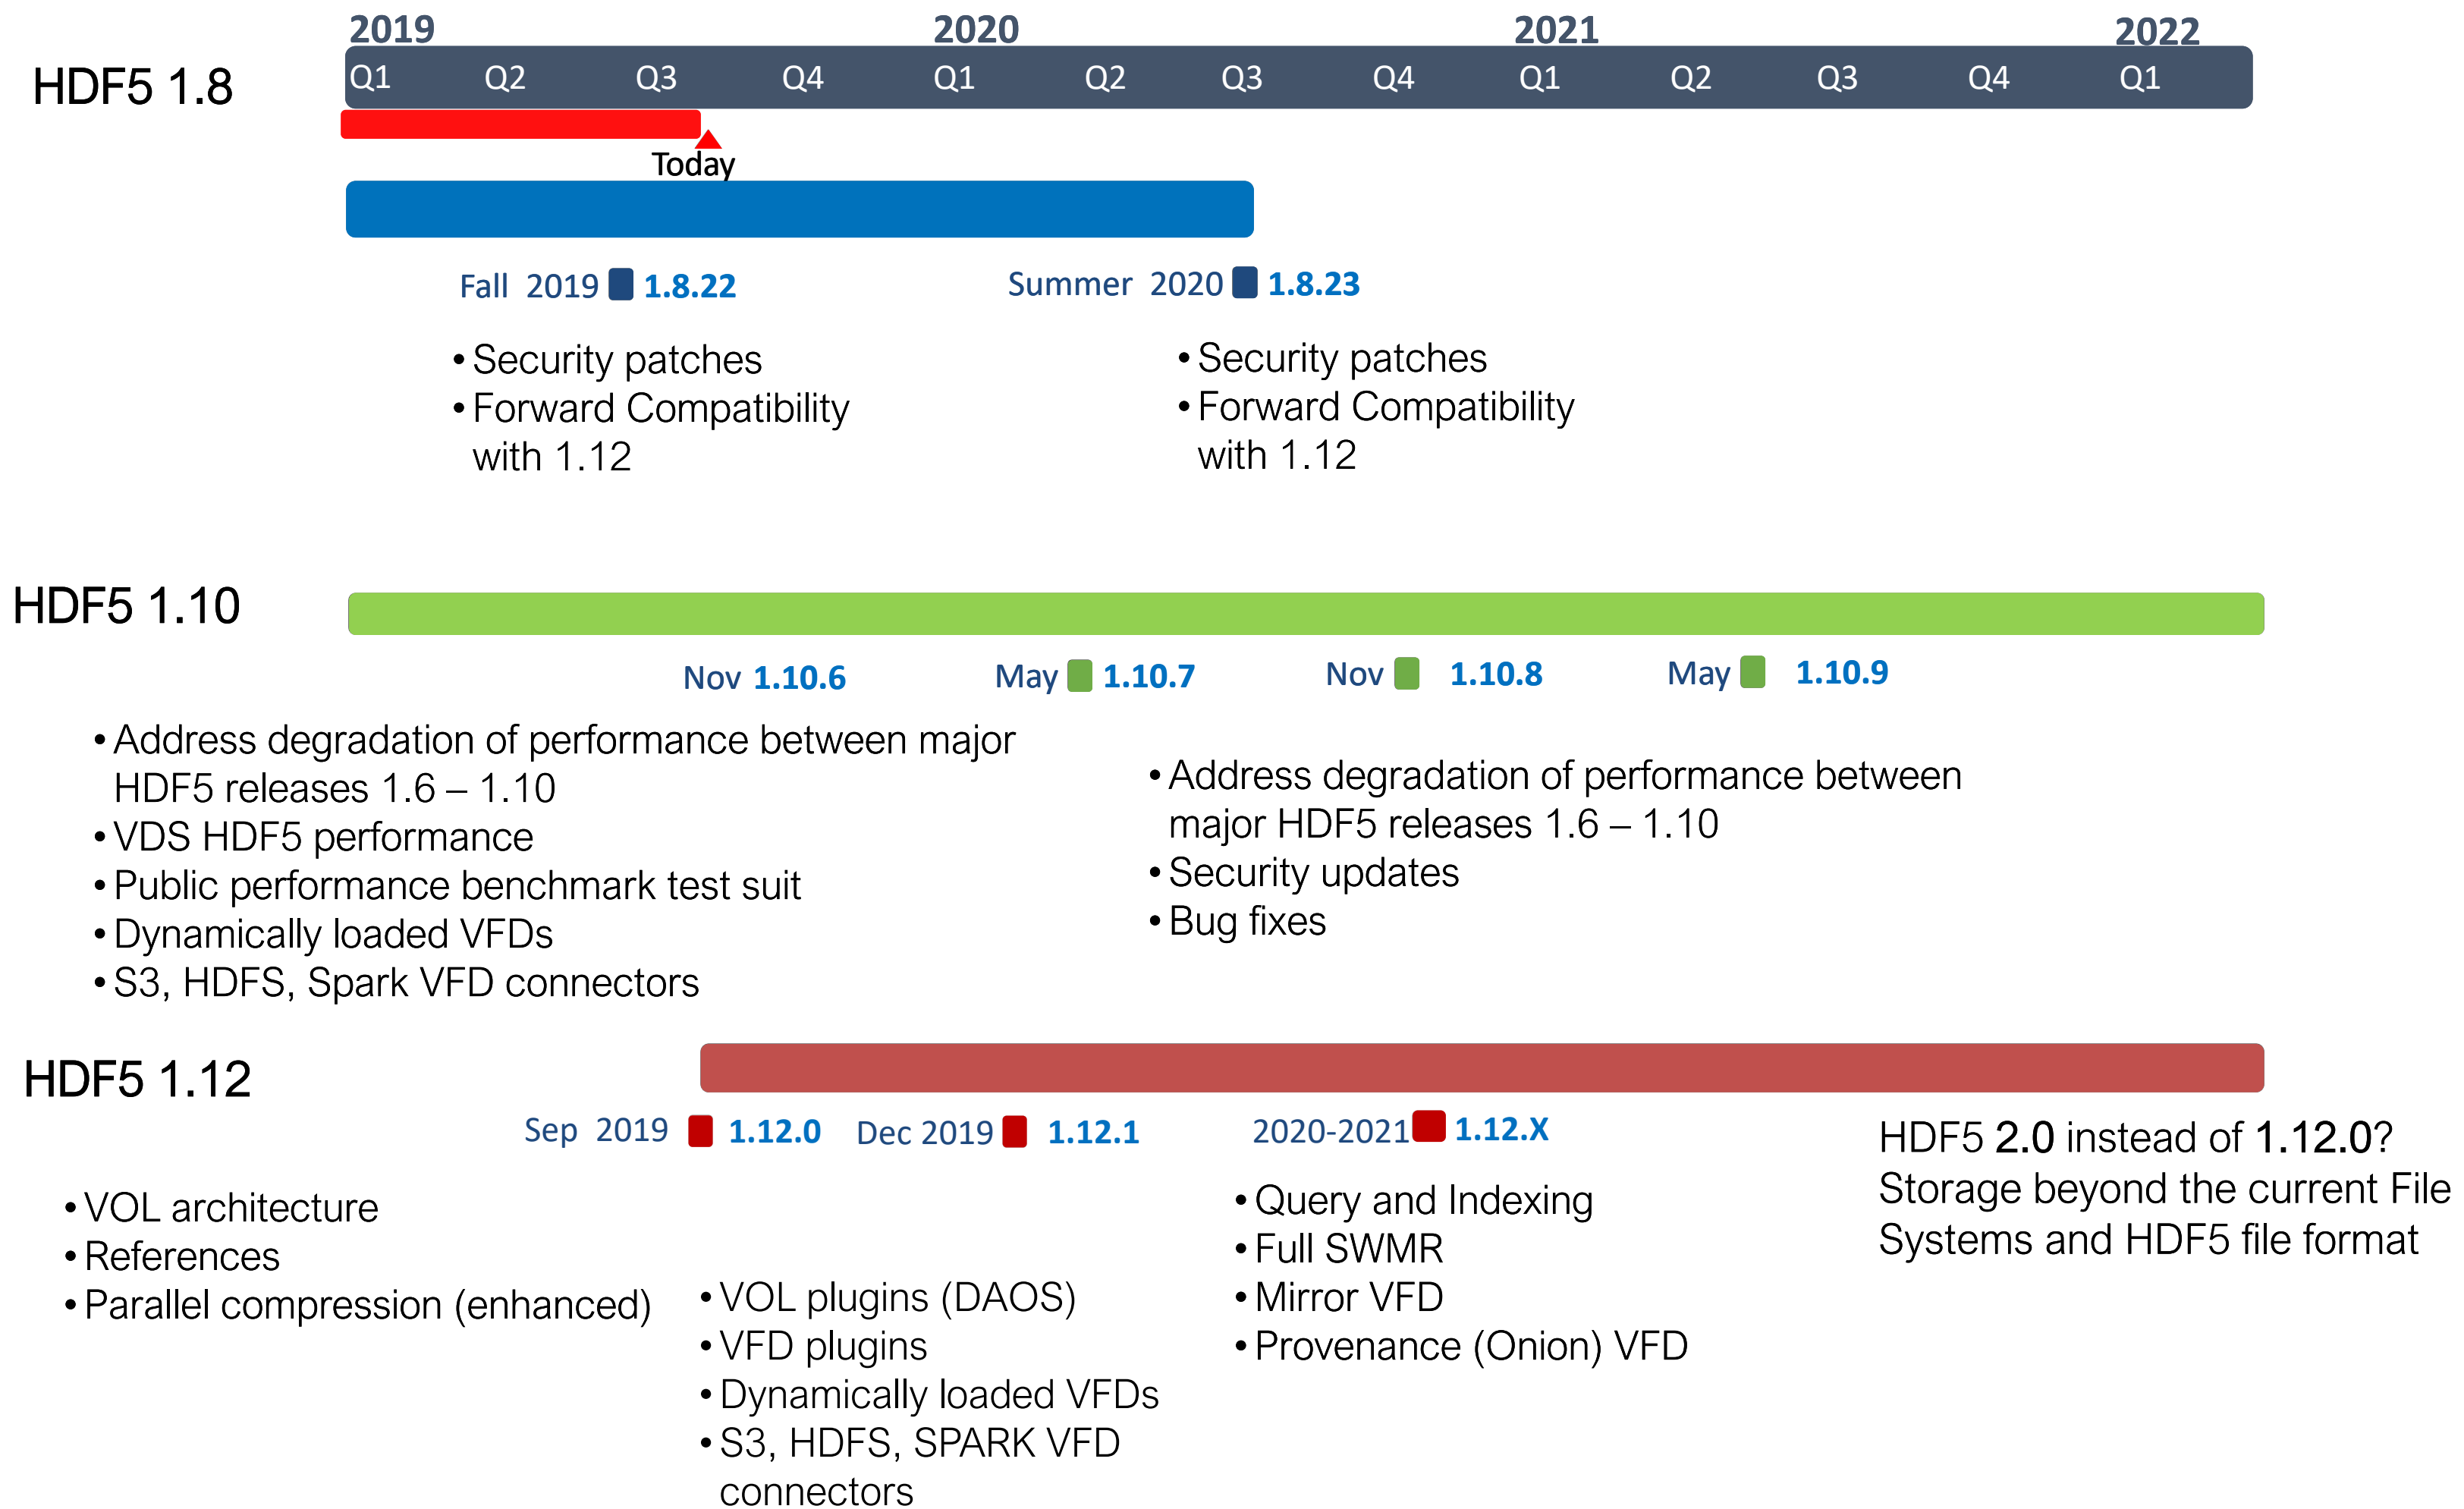 2019 2020 2021 2022
HDF5 1.8
Q1 Q2 Q3 Q4 Q1 Q2 Q3 Q4 Q1 Q2 Q3 Q4 Q1
Today
Fall 2019 1.8.22
Summer 2020 1.8.23
• Security patches
• Forward Compatibility
with 1.12
• Security patches
• Forward Compatibility
with 1.12
HDF5 1.10
Nov 1.10.6
May 1.10.7
Nov 1.10.8
May 1.10.9
• Address degradation of performance between major
HDF5 releases 1.6 – 1.10
• VDS HDF5 performance
• Public performance benchmark test suit
• Dynamically loaded VFDs
• S3, HDFS, Spark VFD connectors
• Address degradation of performance between
major HDF5 releases 1.6 – 1.10
• Security updates
• Bug fixes
HDF5 1.12
Sep 2019 1.12.0
Dec 2019 1.12.1
2020-2021 1.12.X
• VOL architecture
• References
• Parallel compression (enhanced)
• VOL plugins (DAOS)
• VFD plugins
• Dynamically loaded VFDs
• S3, HDFS, SPARK VFD
connectors
• Query and Indexing
• Full SWMR
• Mirror VFD
• Provenance (Onion) VFD
HDF5 2.0 instead of 1.12.0?
Storage beyond the current File
Systems and HDF5 file format